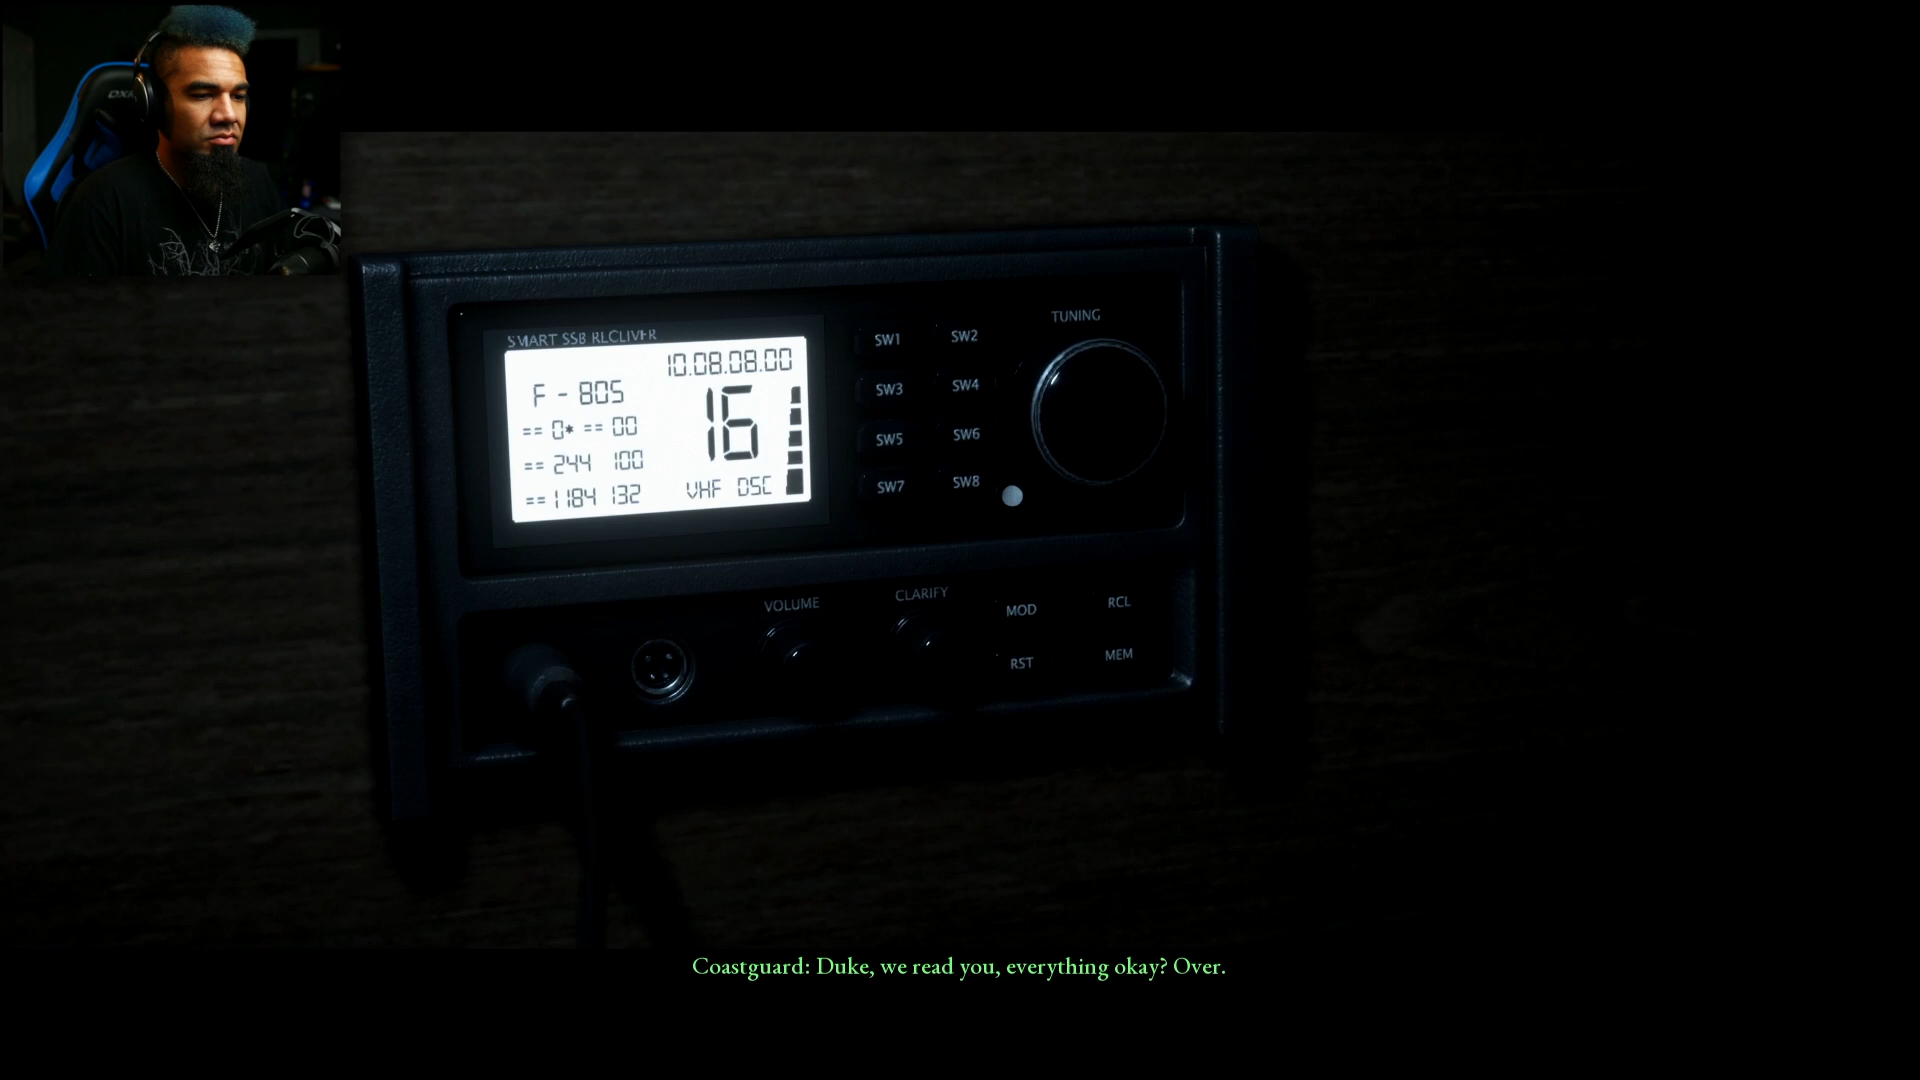 SMART SSB RECEIVER
10.08.08.00
F - 805
16
== 0* == 00
== 244 100
== 1184 132
VHF DSC
SW1 SW2
SW3 SW4
SW5 SW6
SW7 SW8
TUNING
VOLUME
CLARIFY
MOD
RCL
RST
MEM
Coastguard: Duke, we read you, everything okay? Over.